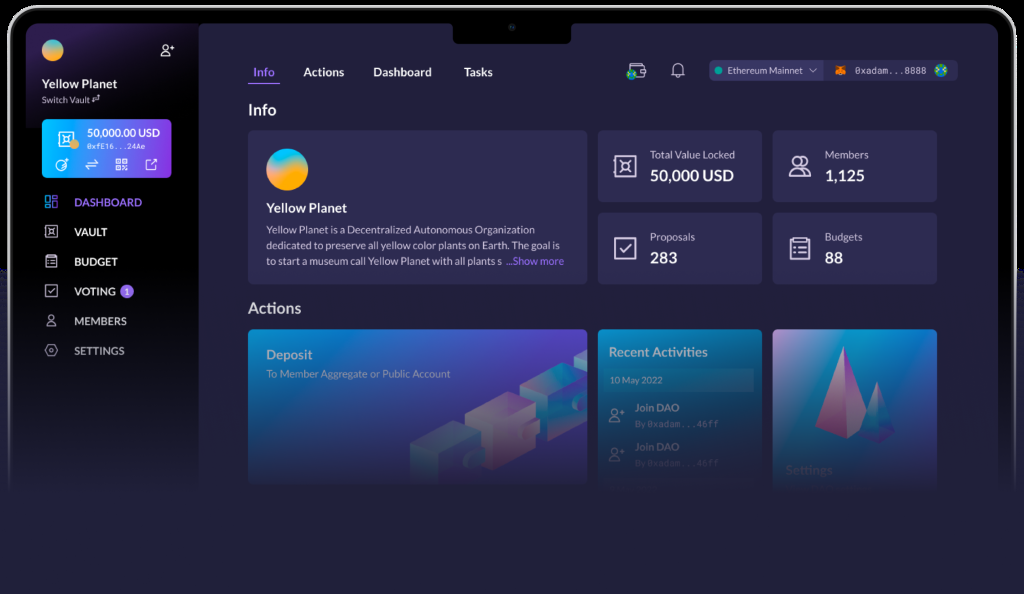 Yellow Planet
Switch Vault
50,000.00 USD
0xfE16...24Ae
DASHBOARD
VAULT
BUDGET
VOTING 1
MEMBERS
SETTINGS
Info Actions Dashboard Tasks
Ethereum Mainnet
0xadam...8888
Info
Yellow Planet
Yellow Planet is a Decentralized Autonomous Organization
dedicated to preserve all yellow color plants on Earth. The goal is
to start a museum call Yellow Planet with all plants s ...Show more
Total Value Locked
50,000 USD
Members
1,125
Proposals
283
Budgets
88
Actions
Deposit
To Member Aggregate or Public Account
Recent Activities
10 May 2022
Join DAO
By 0xadam...46ff
Join DAO
By 0xadam...46ff
Settings